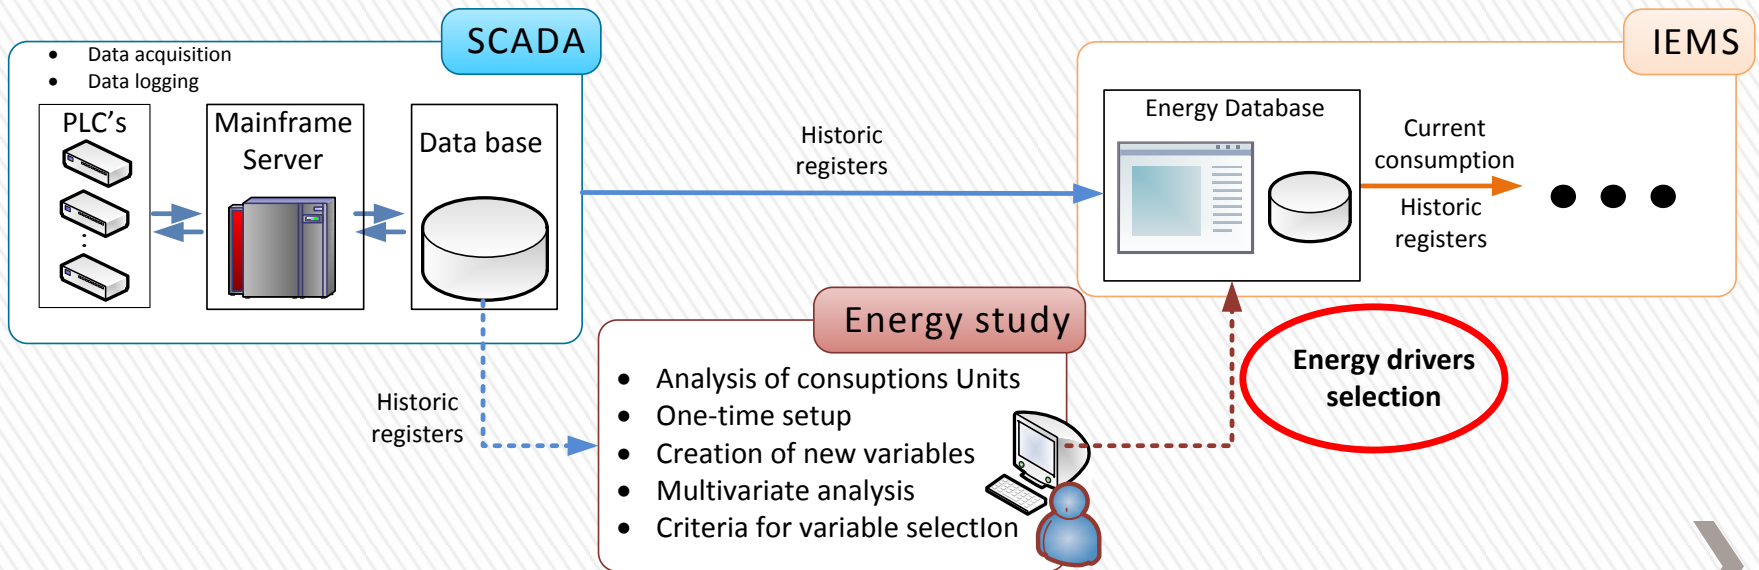 SCADA
• Data acquisition
• Data logging
PLC's
Mainframe
Server
Data base
Historic
registers
IEMS
Energy Database
Current
consumption
Historic
registers
Historic
registers
Energy study
• Analysis of consuptions Units
• One-time setup
• Creation of new variables
• Multivariate analysis
• Criteria for variable selectIon
Energy drivers
selection